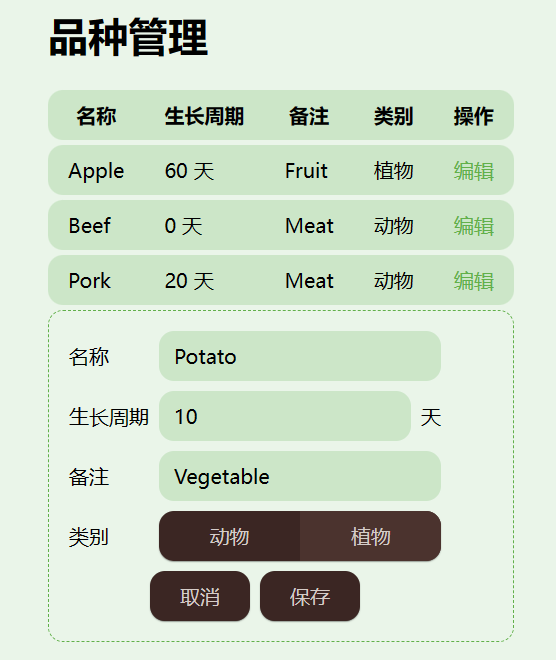 品种管理
名称 生长周期 备注 类别 操作
Apple 60 天 Fruit 植物 编辑
Beef 0 天 Meat 动物 编辑
Pork 20 天 Meat 动物 编辑
名称 Potato
生长周期 10 天
备注 Vegetable
类别 动物 植物
取消 保存